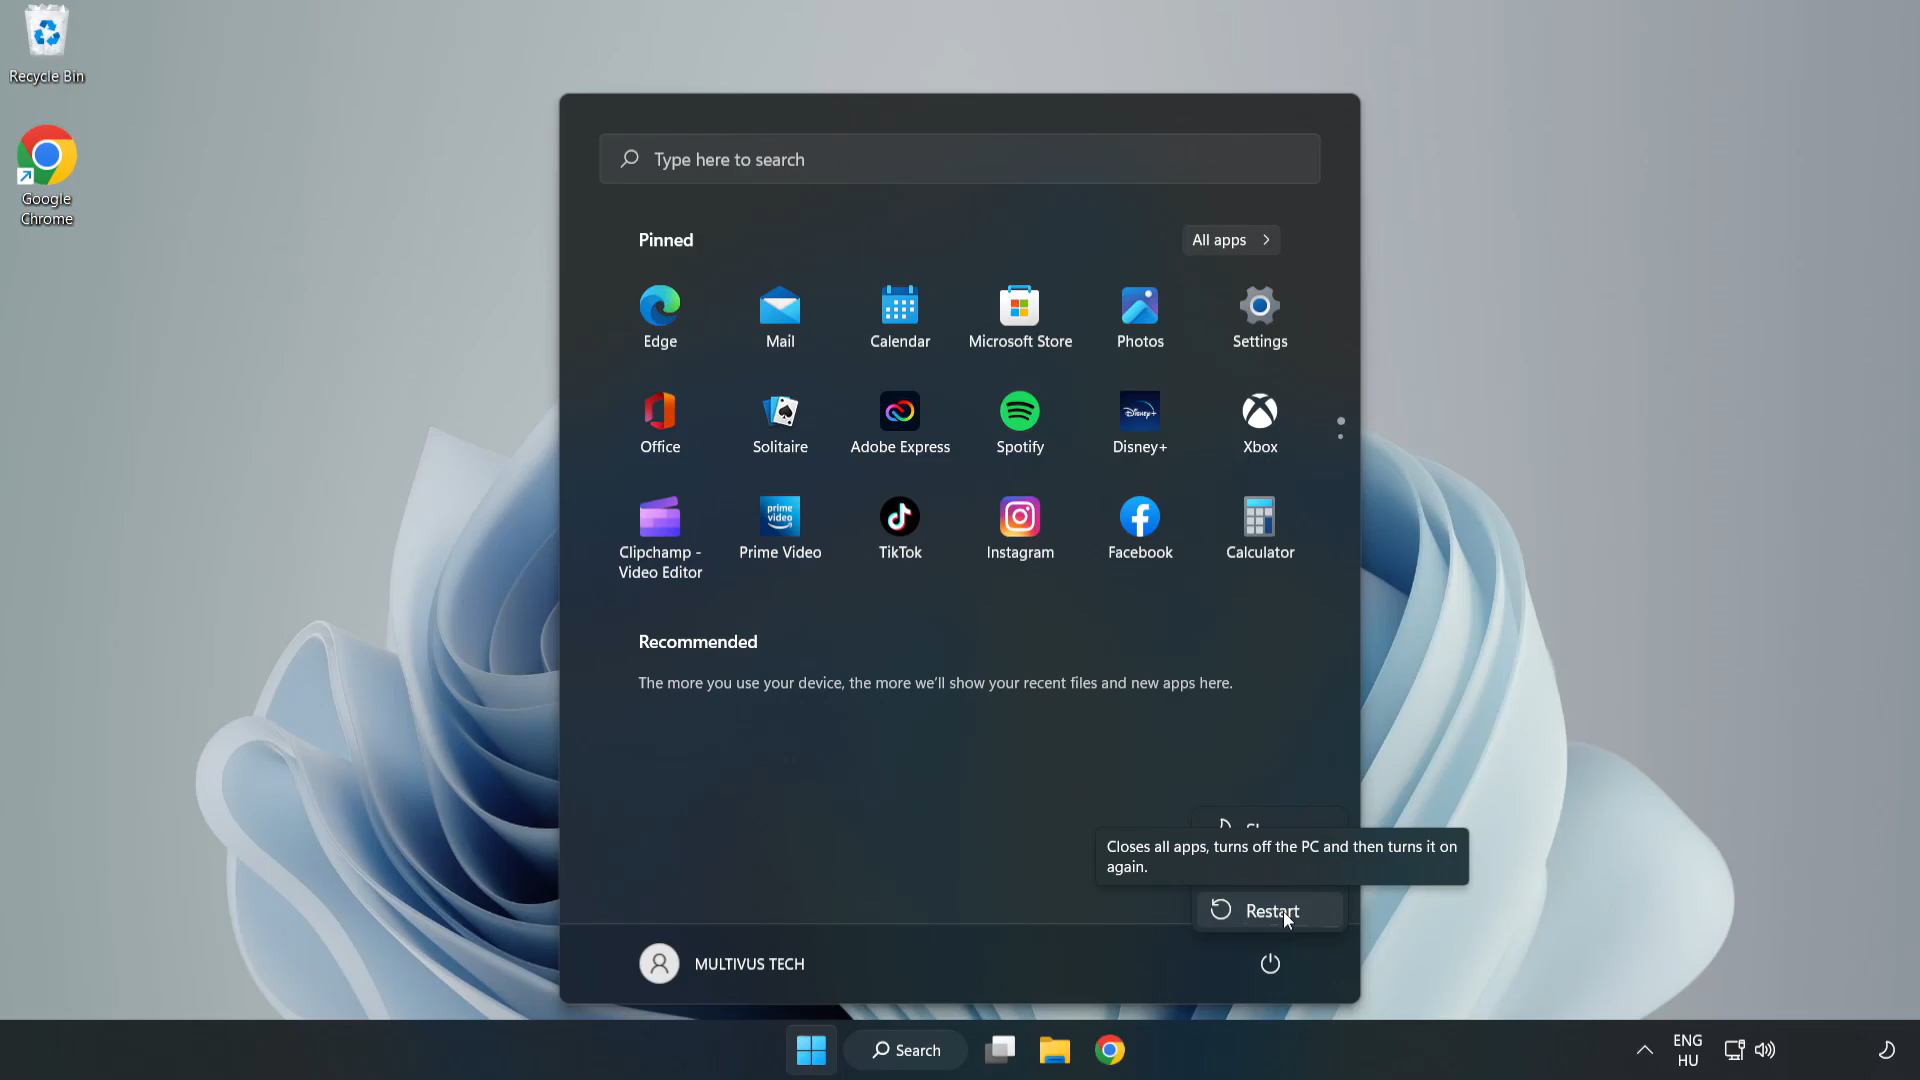 Recycle Bin
Google
Chrome
Type here to search
Pinned
All apps
Edge
Mail
Calendar
Microsoft Store
Photos
Settings
Office
Solitaire
Adobe Express
Spotify
Disney+
Disney+
Xbox
prime
video
Clipchamp -
Video Editor
Prime Video
TikTok
Instagram
Facebook
Calculator
Recommended
The more you use your device, the more we'll show your recent files and new apps here.
Closes all apps, turns off the PC and then turns it on
again.
Restart
MULTIVUS TECH
Search
ENG
HU